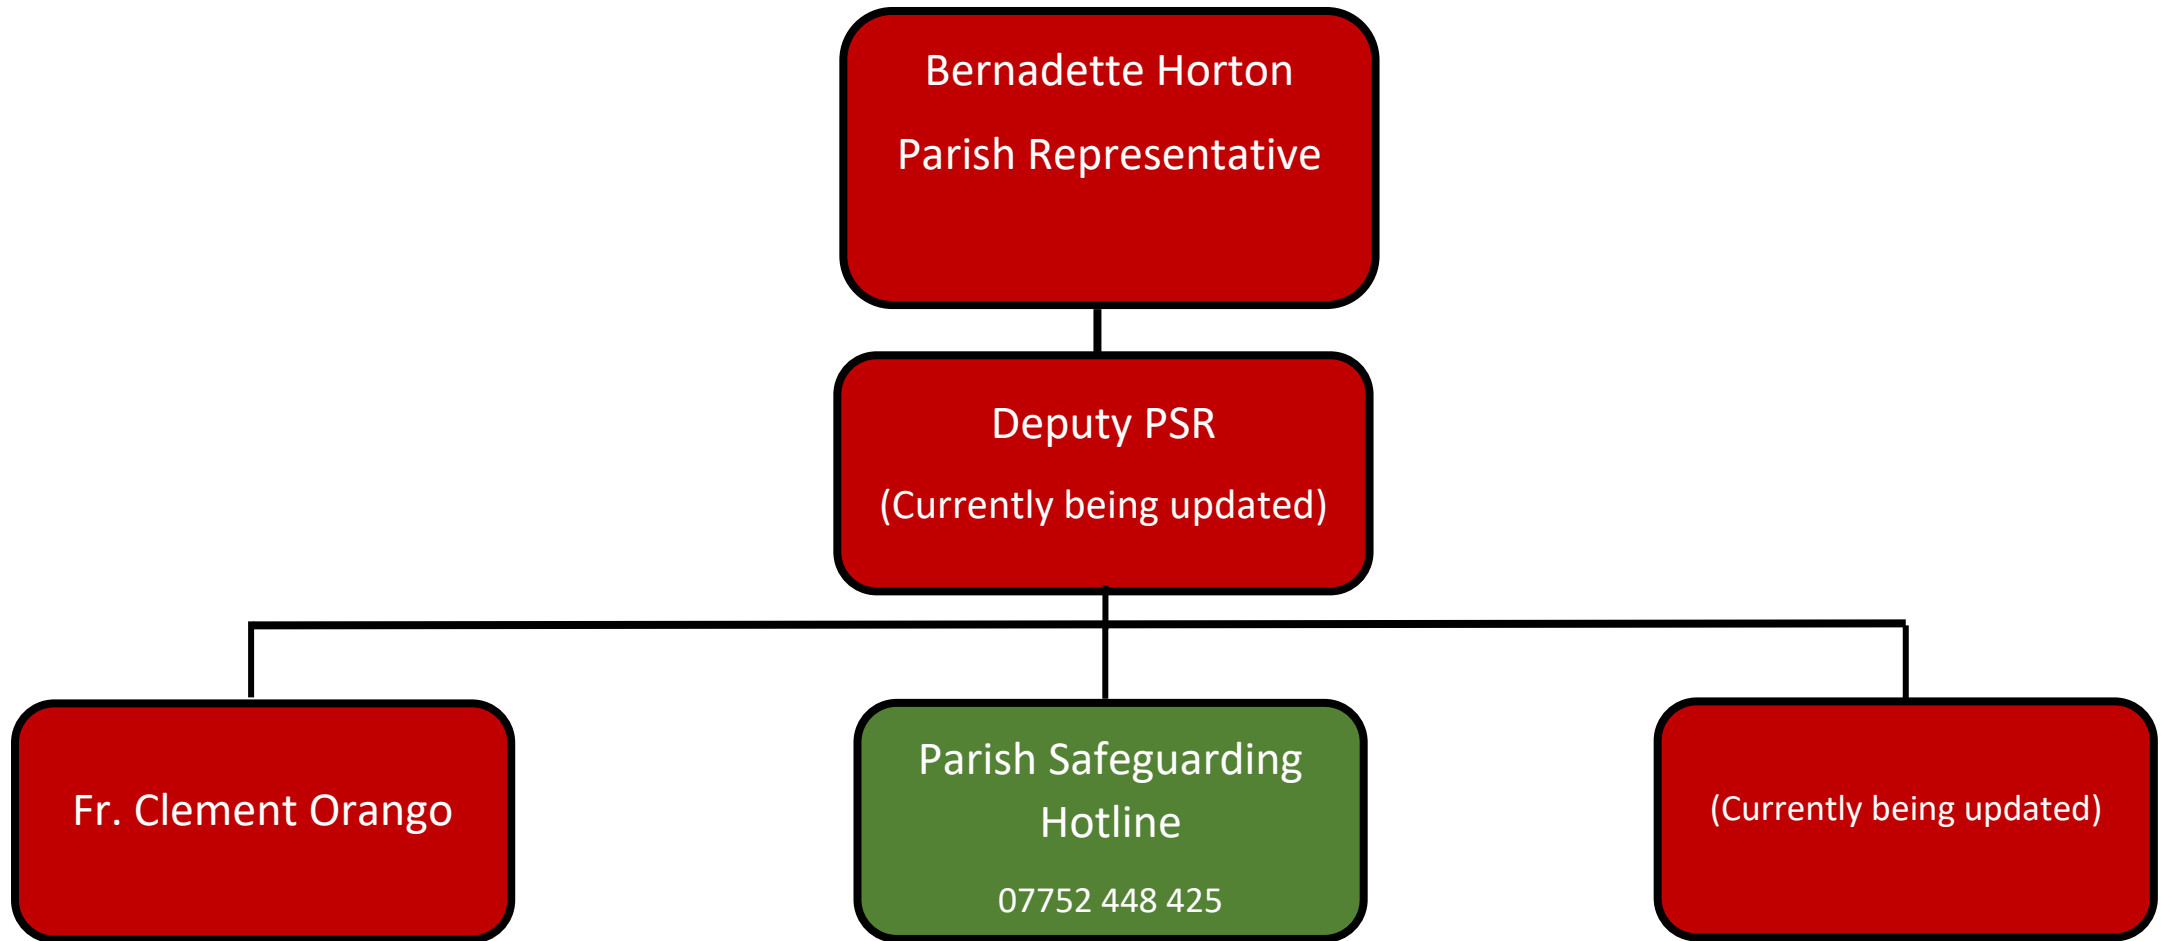 Bernadette Horton
Parish Representative
Deputy PSR
(Currently being updated)
Fr. Clement Orango
Parish Safeguarding
Hotline
07752 448 425
(Currently being updated)